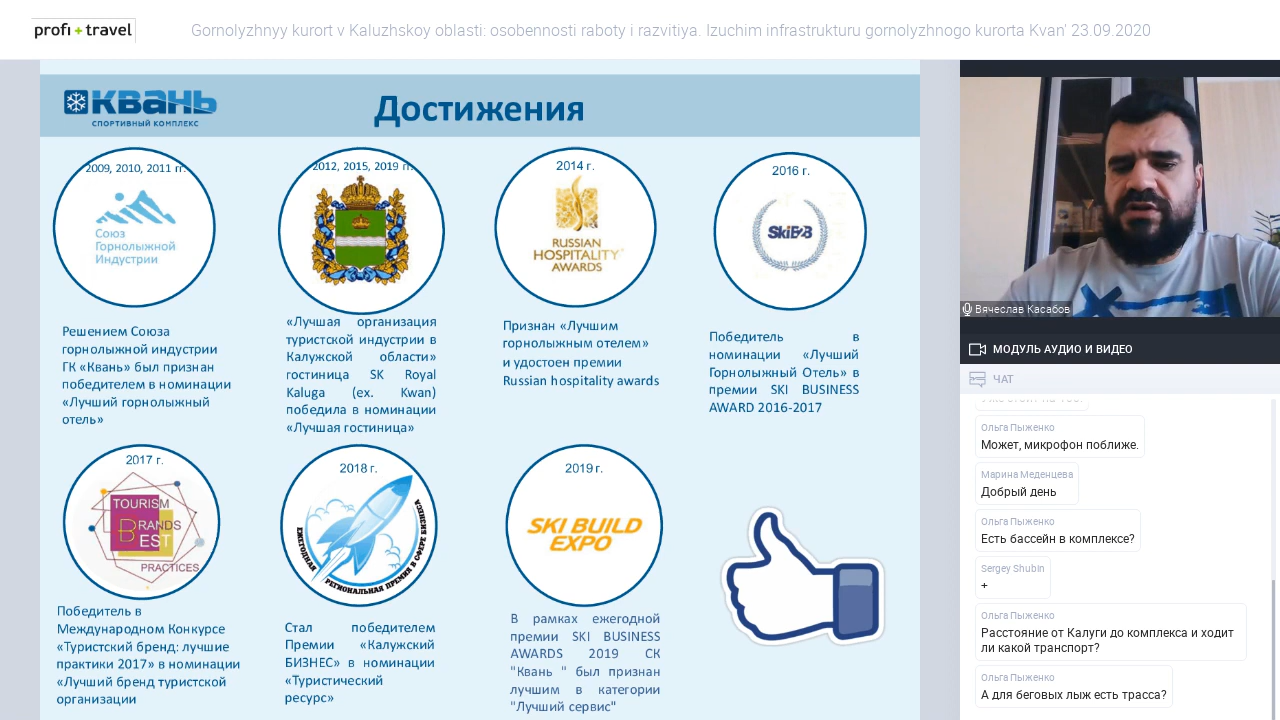 profi + travel
Gornolyzhnyy kurort v Kaluzhskoy oblasti: osobennosti raboty i razvitiya. Izuchim infrastrukturu gornolyzhnogo kurorta Kvan' 23.09.2020
КВАНЬ
СПОРТИВНЫЙ КОМПЛЕКС
Достижения
2009, 2010, 2011 гг.
Союз
Горнолыжной
Индустрии
Решением Союза
горнолыжной индустрии
ГК «Квань» был признан
победителем в номинации
«Лучший горнолыжный
отель»
2012, 2015, 2019 гг.
«Лучшая организация
туристской индустрии в
Калужской области»
гостиница SK Royal
Kaluga (ex. Kwan)
победила в номинации
«Лучшая гостиница»
2014 г.
RUSSIAN
HOSPITALITY
AWARDS
Признан «Лучшим
горнолыжным отелем»
и удостоен премии
Russian hospitality awards
2016 г.
SkiB2B
Победитель в
номинации «Лучший
Горнолыжный Отель» в
премии SKI BUSINESS
AWARD 2016-2017
2017 г.
TOURISM
BRANDS
BEST
PRACTICES
Победитель в
Международном Конкурсе
«Туристский бренд: лучшие
практики 2017» в номинации
«Лучший бренд туристской
организации
2018 г.
ЕЖЕГОДНАЯ РЕГИОНАЛЬНАЯ ПРЕМИЯ В СФЕРЕ БИЗНЕСА
Стал победителем
Премии «Калужский
БИЗНЕС» в номинации
«Туристический
ресурс»
2019 г.
SKI BUILD
EXPO
В рамках ежегодной
премии SKI BUSINESS
AWARDS 2019 СК
"Квань " был признан
лучшим в категории
"Лучший сервис"
Вячеслав Касабов
МОДУЛЬ АУДИО И ВИДЕО
ЧАТ
Ольга Пыженко
Может, микрофон поближе.
Марина Меденцева
Добрый день
Ольга Пыженко
Есть бассейн в комплексе?
Sergey Shubin
+
Ольга Пыженко
Расстояние от Калуги до комплекса и ходит
ли какой транспорт?
Ольга Пыженко
А для беговых лыж есть трасса?